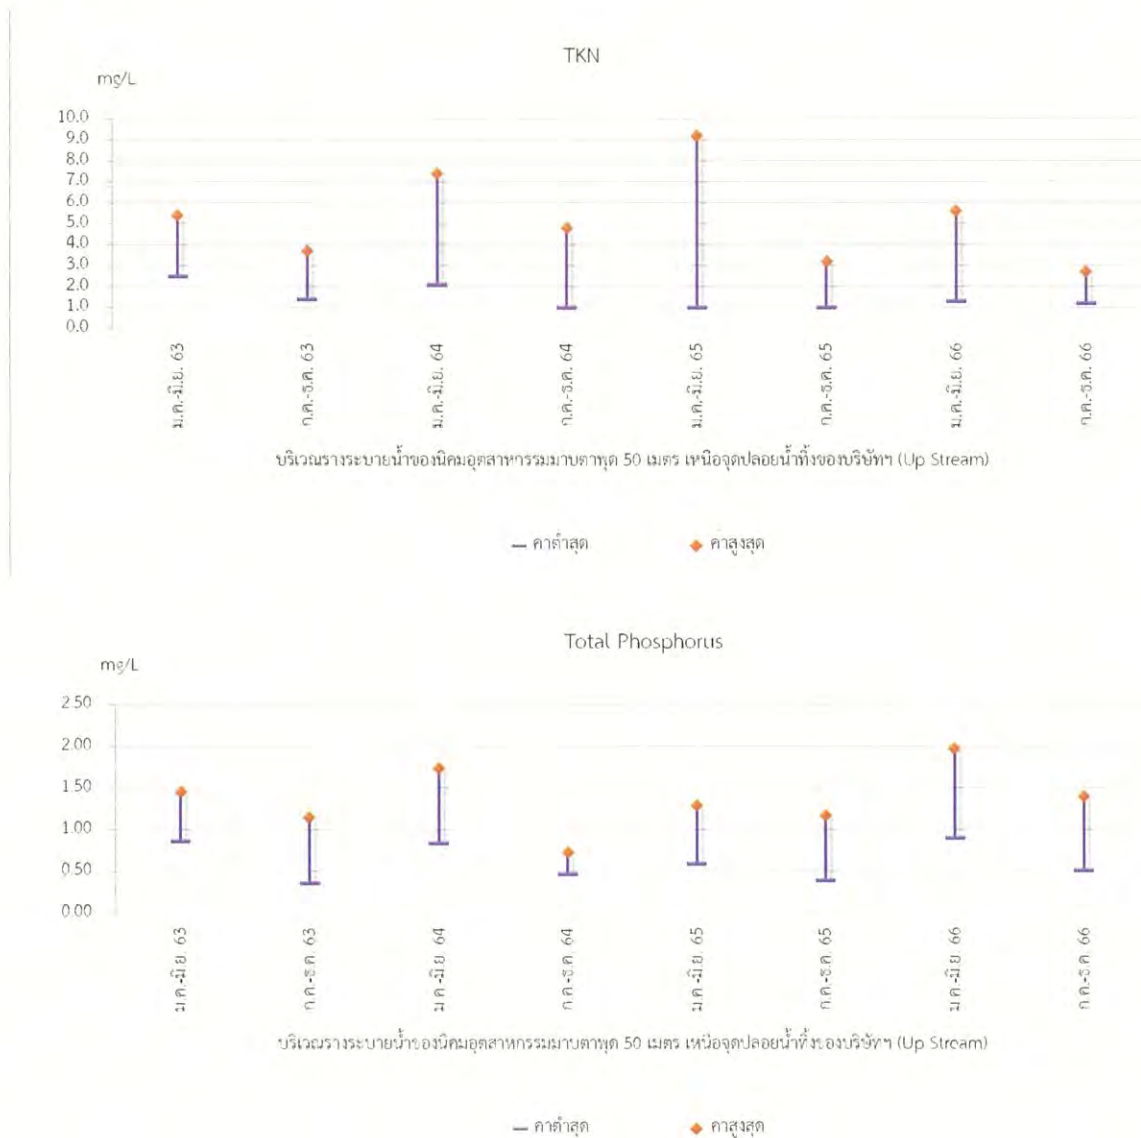 TKN
mg/L
10.0
9.0
8.0
7.0
6.0
5.0
4.0
3.0
2.0
1.0
0.0
ม.ค.-มิ.ย. 63
ก.ค.-ธ.ค. 63
ม.ค.-มิ.ย. 64
ก.ค.-ธ.ค. 64
ม.ค.-มิ.ย. 65
ก.ค.-ธ.ค. 65
ม.ค.-มิ.ย. 66
ก.ค.-ธ.ค. 66
บริเวณรางระบายน้ำของนิคมอุตสาหกรรมมาบตาพุด 50 เมตร เหนือจุดปลอยน้ำทิ้งของบริษัทฯ (Up Stream)
คาต่ำสุด
คาสูงสุด
Total Phosphorus
mg/L
2.50
2.00
1.50
1.00
0.50
0.00
ม.ค.-มิ.ย. 63
ก.ค.-ธ.ค. 63
ม.ค.-มิ.ย. 64
ก.ค.-ธ.ค. 64
ม.ค.-มิ.ย. 65
ก.ค.-ธ.ค. 65
ม.ค.-มิ.ย. 66
ก.ค.-ธ.ค. 66
บริเวณรางระบายน้ำของนิคมอุตสาหกรรมมาบตาพุด 50 เมตร เหนือจุดปลอยน้ำทิ้งของบริษัทฯ (Up Stream)
คาต่ำสุด
คาสูงสุด